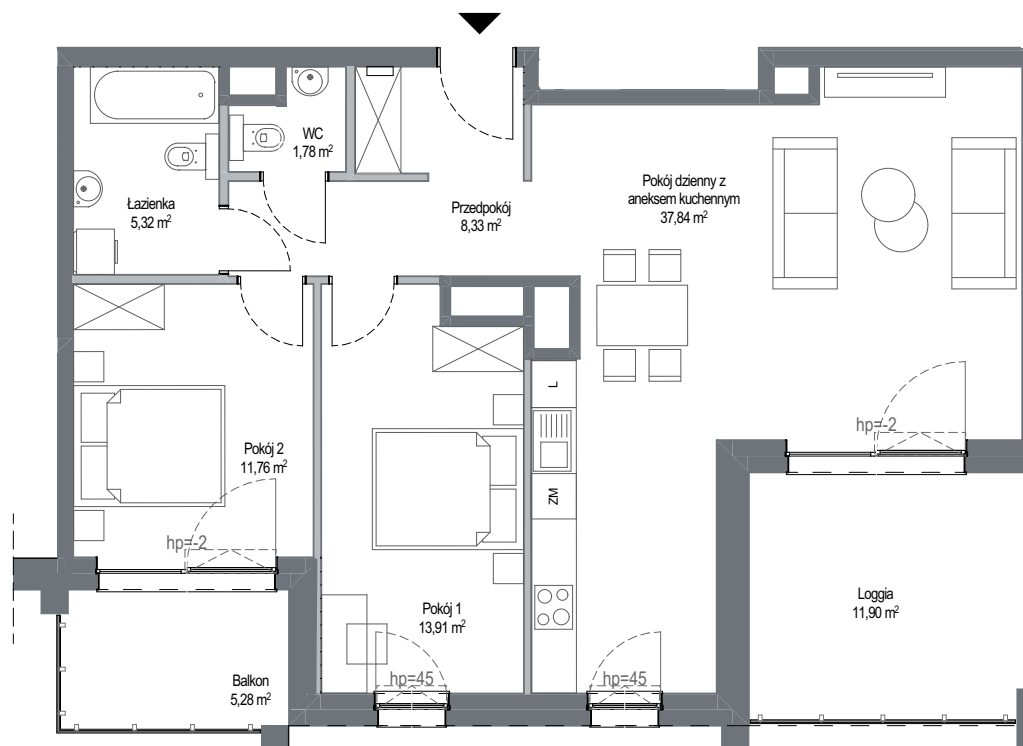 WC
1,78 m²
Łazienka
5,32 m²
Przedpokój
8,33 m²
Pokój dzienny z
aneksem kuchennym
37,84 m²
L
ZM
hp=-2
Pokój 2
11,76 m²
hp=-2
Pokój 1
13,91 m²
Loggia
11,90 m²
Balkon
5,28 m²
hp=45
hp=45